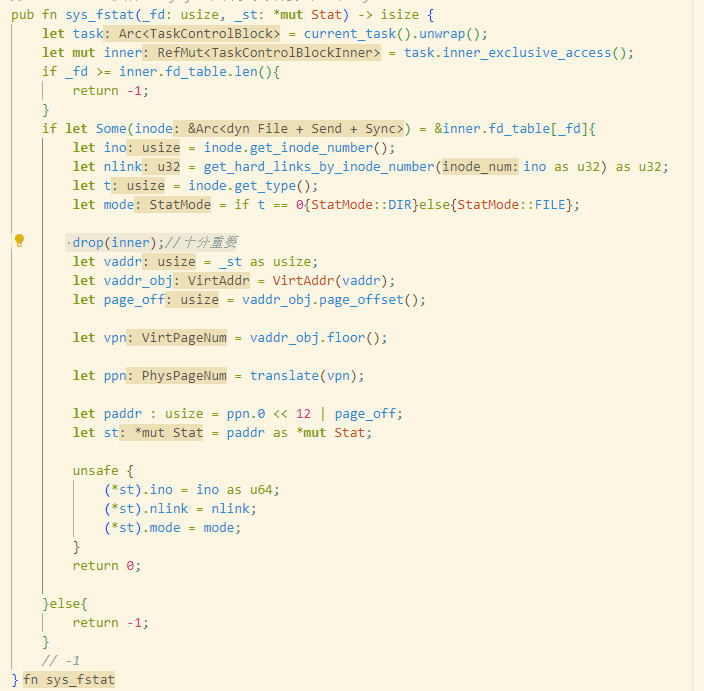 pub fn sys_fstat(_fd: usize, _st: *mut Stat) -> isize {
let task: Arc<TaskControlBlock> = current_task().unwrap();
let mut inner: RefMut<TaskControlBlockInner> = task.inner_exclusive_access();
if _fd >= inner.fd_table.len(){
return -1;
}
if let Some(inode: &Arc<dyn File + Send + Sync>) = &inner.fd_table[_fd]{
let ino: usize = inode.get_inode_number();
let nlink: u32 = get_hard_links_by_inode_number(inode_num: ino as u32) as u32;
let t: usize = inode.get_type();
let mode: StatMode = if t == 0{StatMode::DIR}else{StatMode::FILE};
drop(inner);//十分重要
let vaddr: usize = _st as usize;
let vaddr_obj: VirtAddr = VirtAddr(vaddr);
let page_off: usize = vaddr_obj.page_offset();
let vpn: VirtPageNum = vaddr_obj.floor();
let ppn: PhysPageNum = translate(vpn);
let paddr : usize = ppn.0 << 12 | page_off;
let st: *mut Stat = paddr as *mut Stat;
unsafe {
(*st).ino = ino as u64;
(*st).nlink = nlink;
(*st).mode = mode;
}
return 0;
}else{
return -1;
}
// -1
} fn sys_fstat